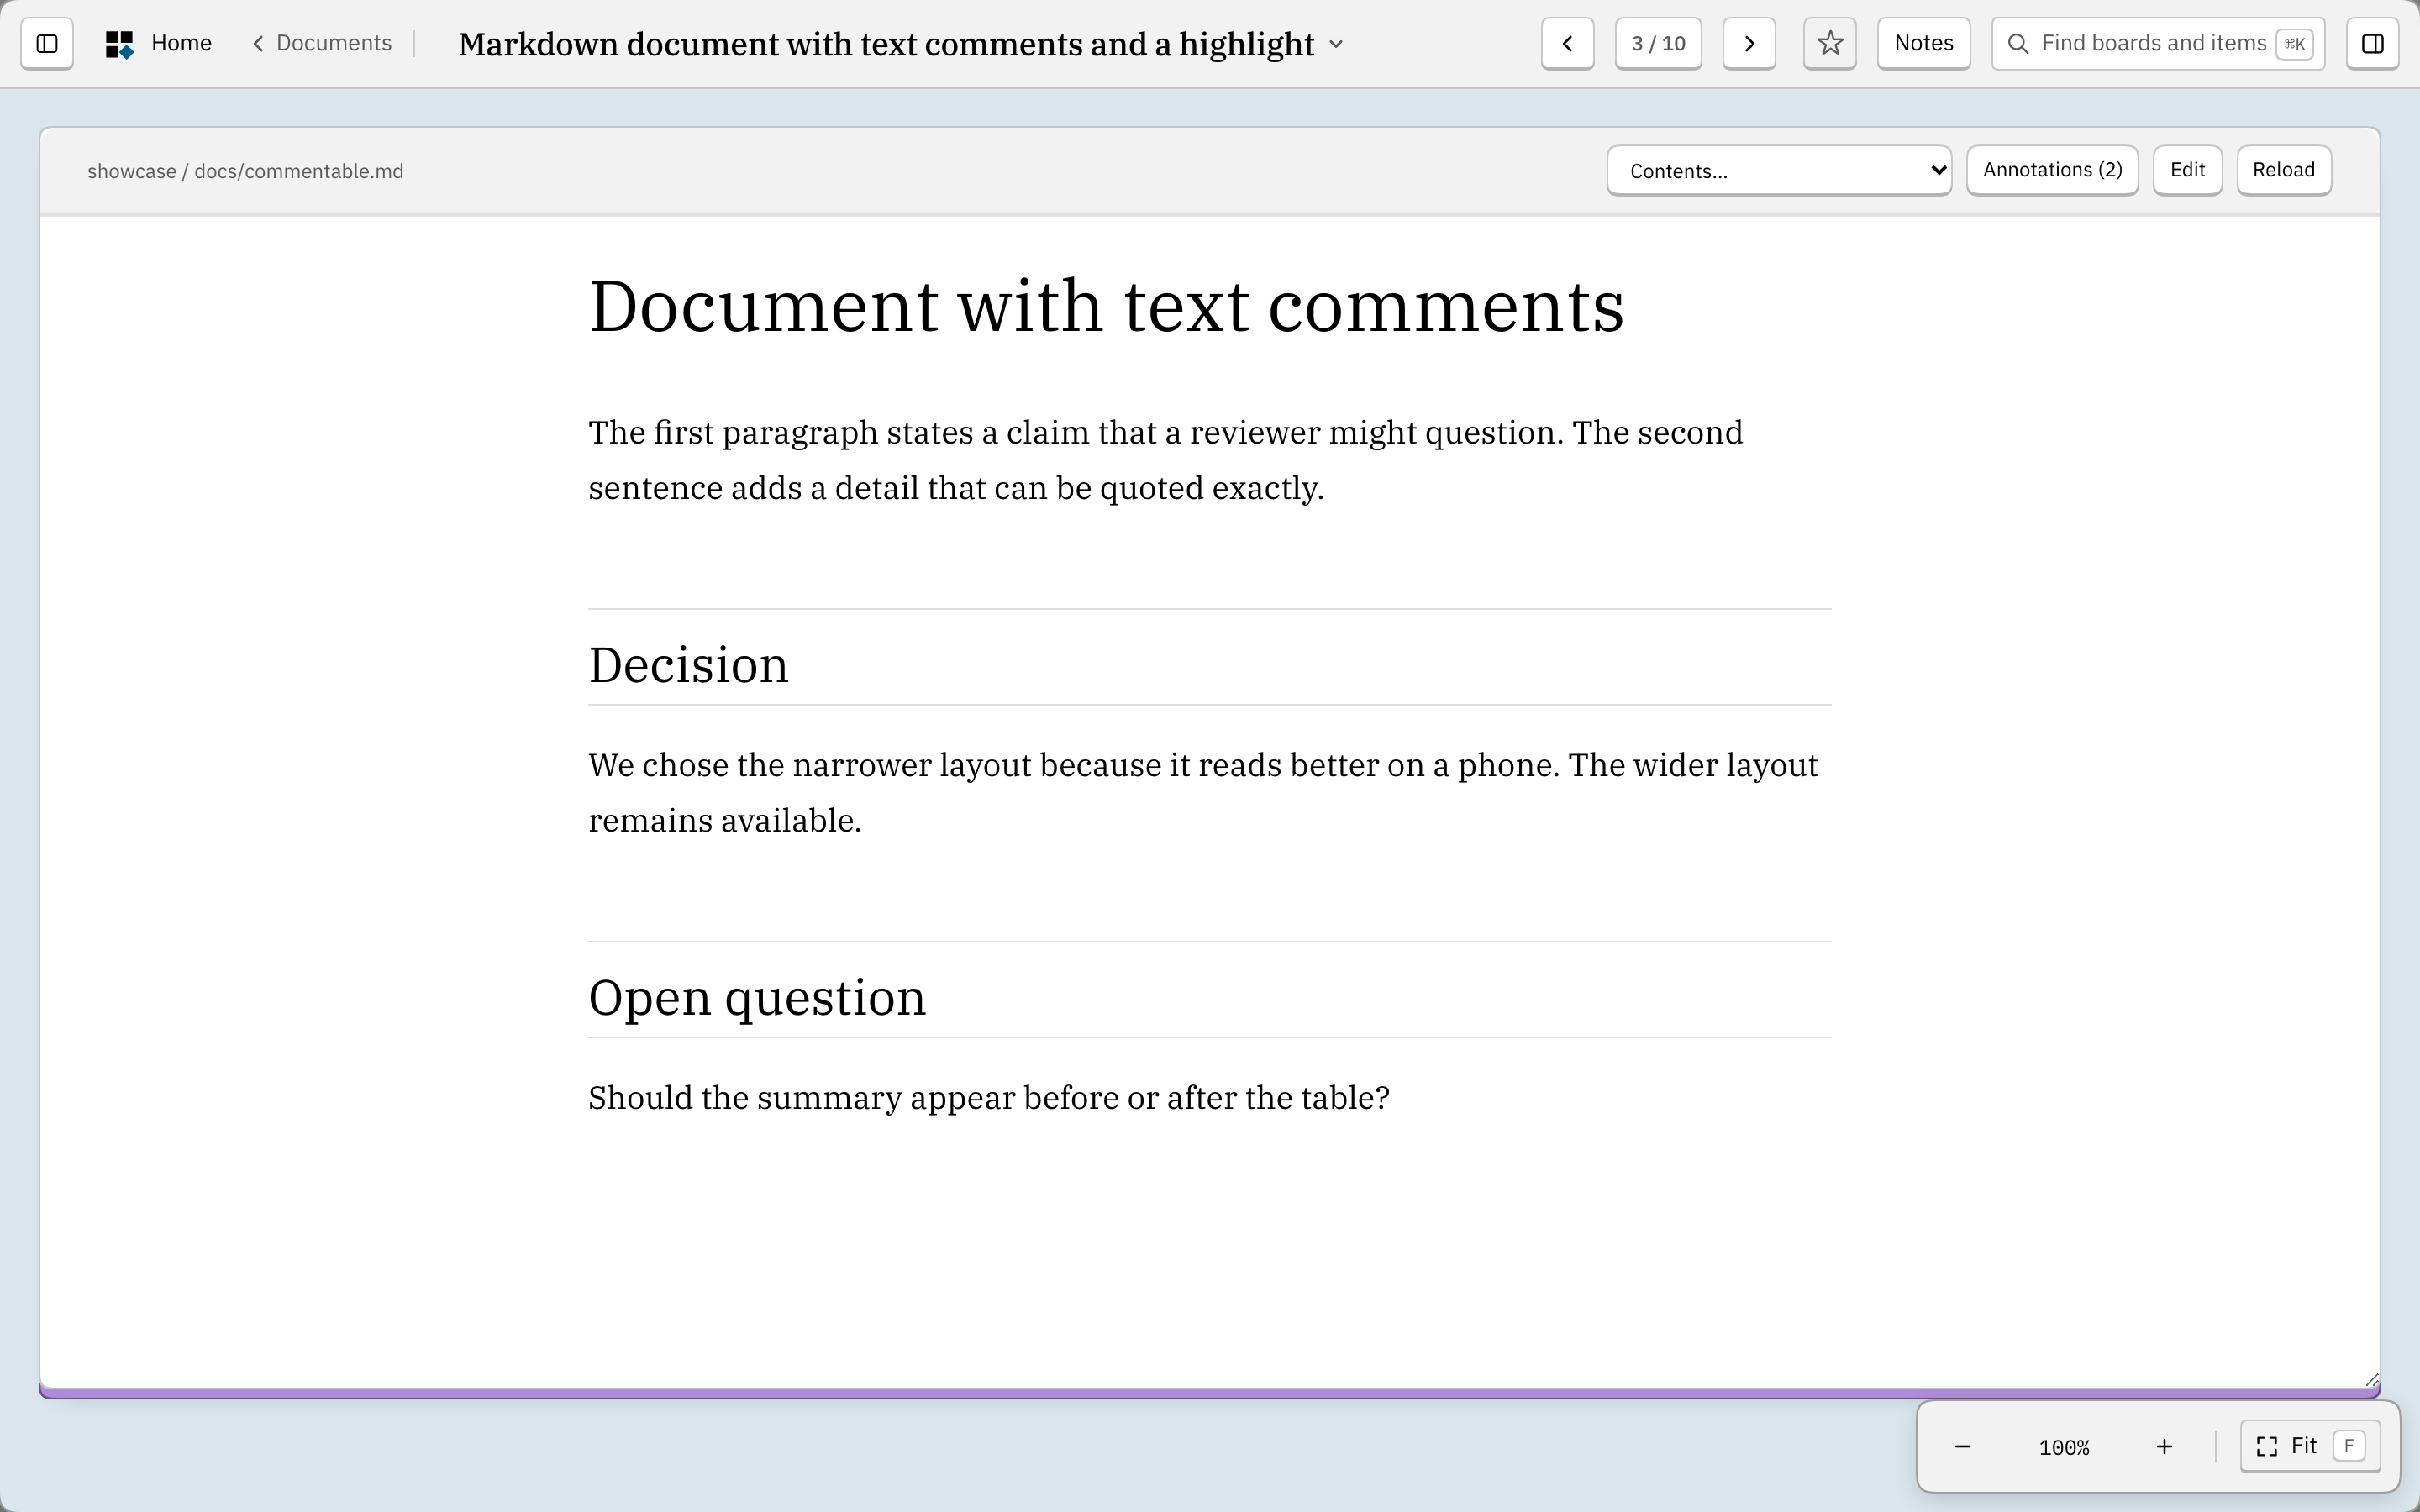 Home
Documents
Markdown document with text comments and a highlight
3 / 10
Notes
Find boards and items ⌘K
showcase / docs/commentable.md
Contents...
Annotations (2)
Edit
Reload
Document with text comments
The first paragraph states a claim that a reviewer might question. The second
sentence adds a detail that can be quoted exactly.
Decision
We chose the narrower layout because it reads better on a phone. The wider layout
remains available.
Open question
Should the summary appear before or after the table?
− 100% +
Fit F